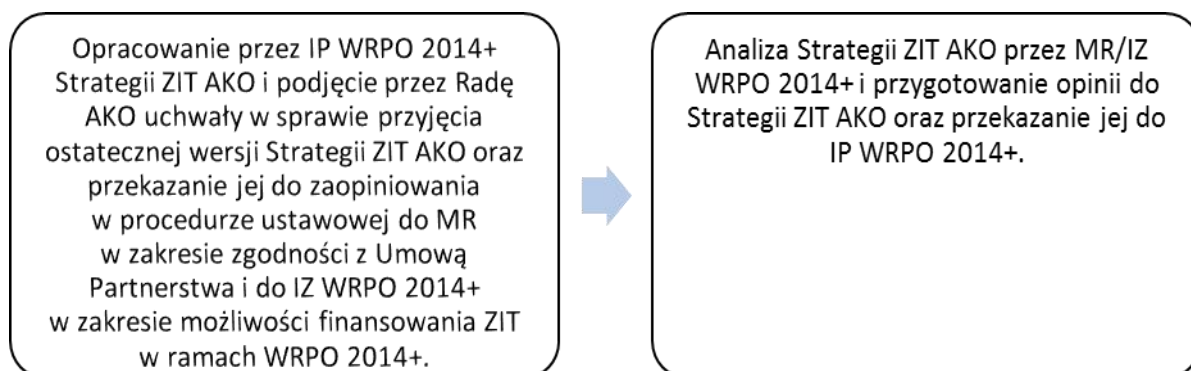 Opracowanie przez IP WRPO 2014+
Strategii ZIT AKO i podjęcie przez Radę
AKO uchwały w sprawie przyjęcia
ostatecznej wersji Strategii ZIT AKO oraz
przekazanie jej do zaopiniowania
w procedurze ustawowej do MR
w zakresie zgodności z Umową
Partnerstwa i do IZ WRPO 2014+
w zakresie możliwości finansowania ZIT
w ramach WRPO 2014+.
Analiza Strategii ZIT AKO przez MR/IZ
WRPO 2014+ i przygotowanie opinii do
Strategii ZIT AKO oraz przekazanie jej do
IP WRPO 2014+.